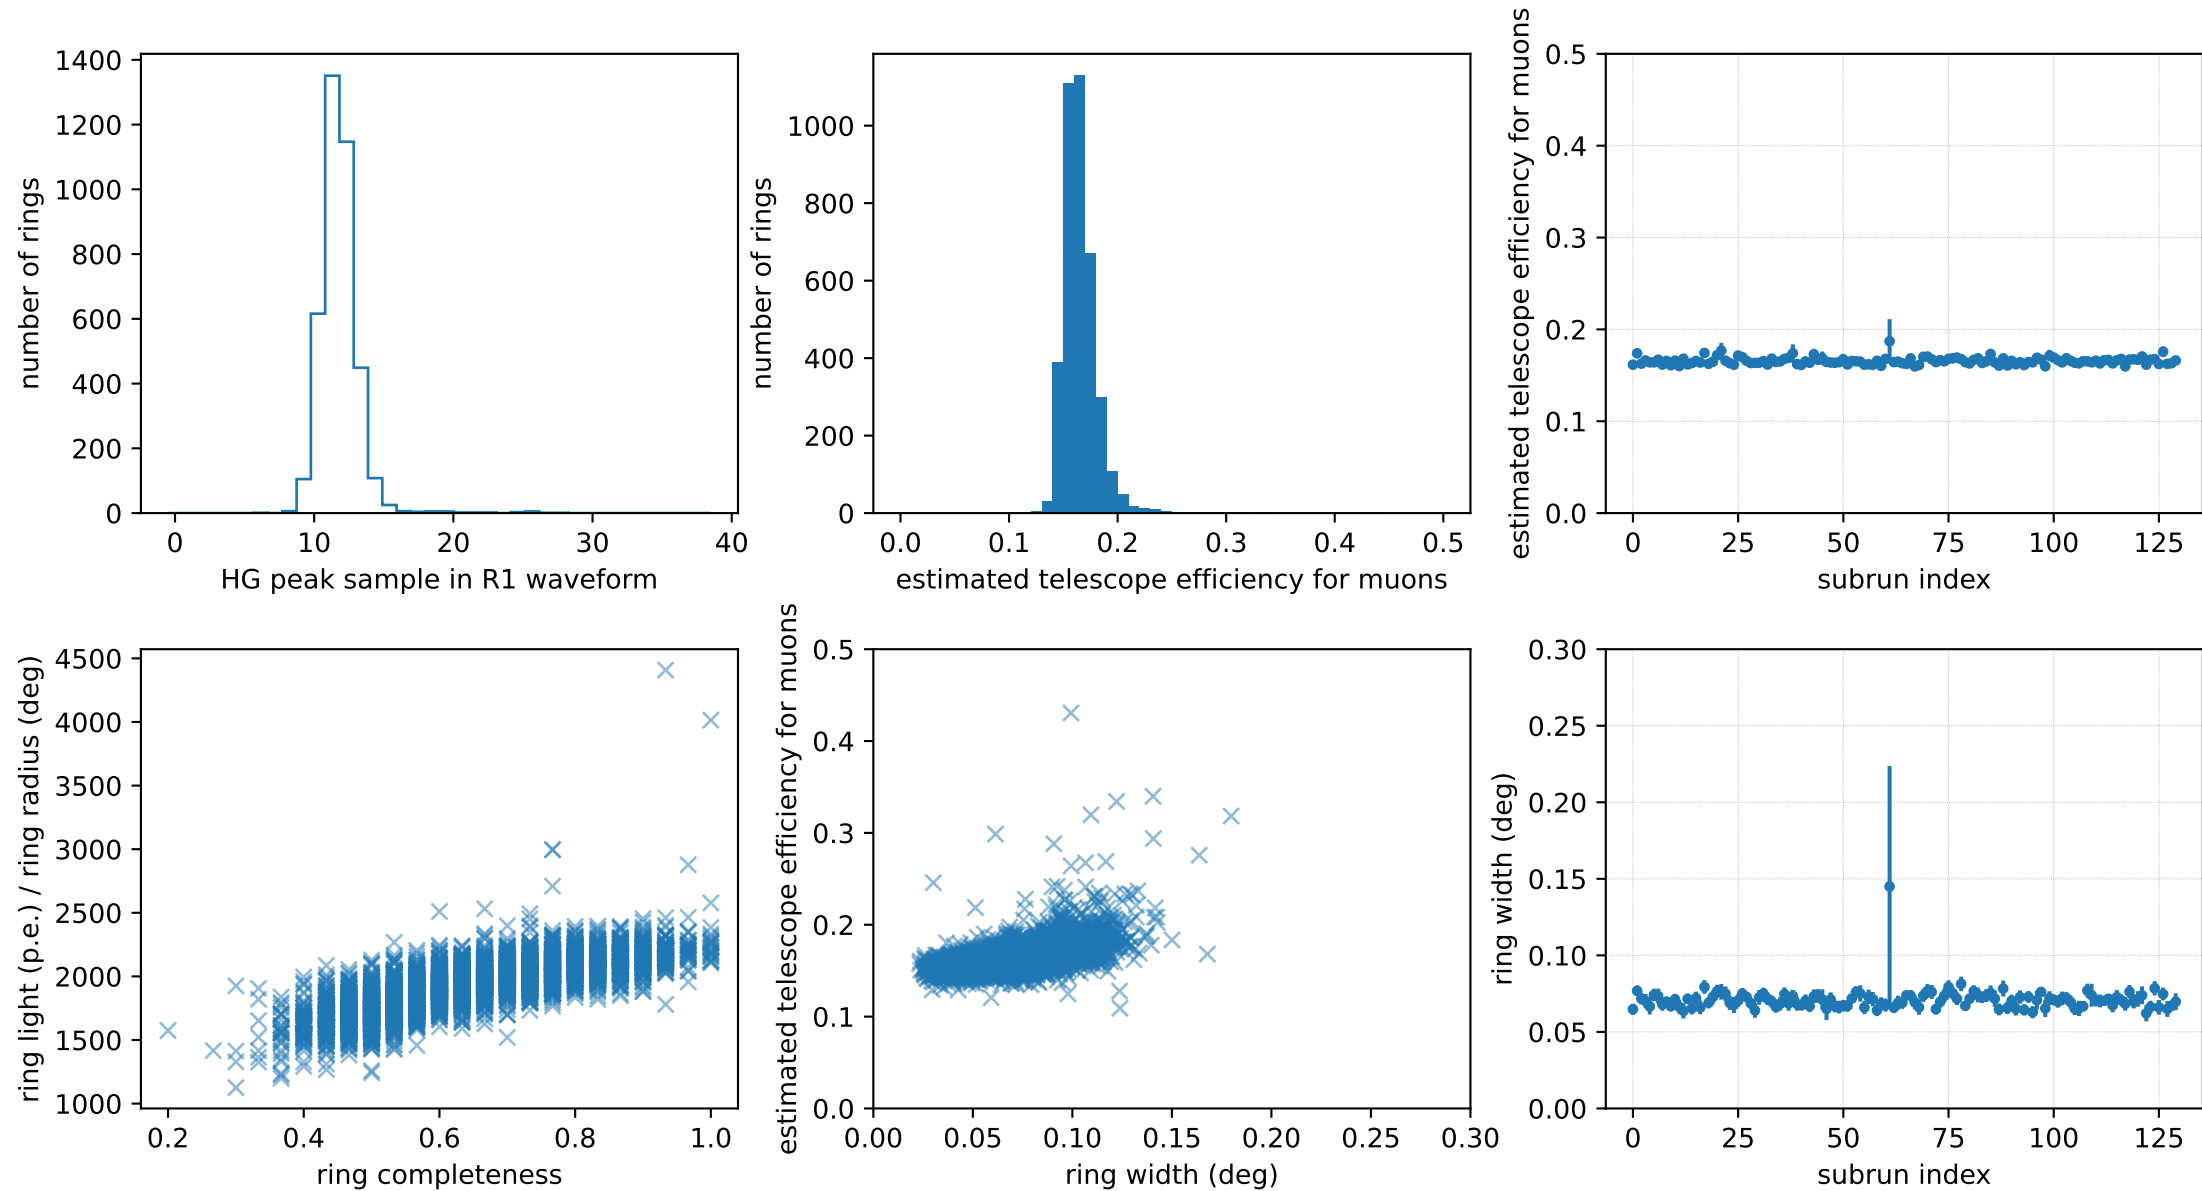 1400
1200
1000
800
600
400
200
0
number of rings
0 10 20 30 40
HG peak sample in R1 waveform
1000
800
600
400
200
0
number of rings
0.0 0.1 0.2 0.3 0.4 0.5
estimated telescope efficiency for muons
0.5
0.4
0.3
0.2
0.1
0.0
estimated telescope efficiency for muons
0 25 50 75 100 125
subrun index
4500
4000
3500
3000
2500
2000
1500
1000
ring light (p.e.) / ring radius (deg)
0.2 0.4 0.6 0.8 1.0
ring completeness
0.5
0.4
0.3
0.2
0.1
0.0
estimated telescope efficiency for muons
0.00 0.05 0.10 0.15 0.20 0.25 0.30
ring width (deg)
0.30
0.25
0.20
0.15
0.10
0.05
0.00
ring width (deg)
0 25 50 75 100 125
subrun index